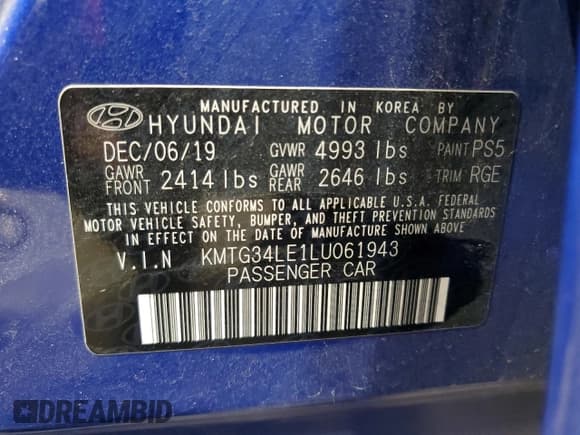 MANUFACTURED IN KOREA BY
HYUNDAI MOTOR COMPANY
DEC/06/19 GVWR 4993 lbs PAINT PS5
GAWR FRONT 2414 lbs GAWR REAR 2646 lbs TRIM RGE
THIS VEHICLE CONFORMS TO ALL APPLICABLE U.S.A. FEDERAL
MOTOR VEHICLE SAFETY, BUMPER, AND THEFT PREVENTION
STANDARDS IN EFFECT ON THE DATE OF MANUFACTURE SHOWN ABOVE
V.I.N KMTG34LE1LU061943
PASSENGER CAR
DREAMBID